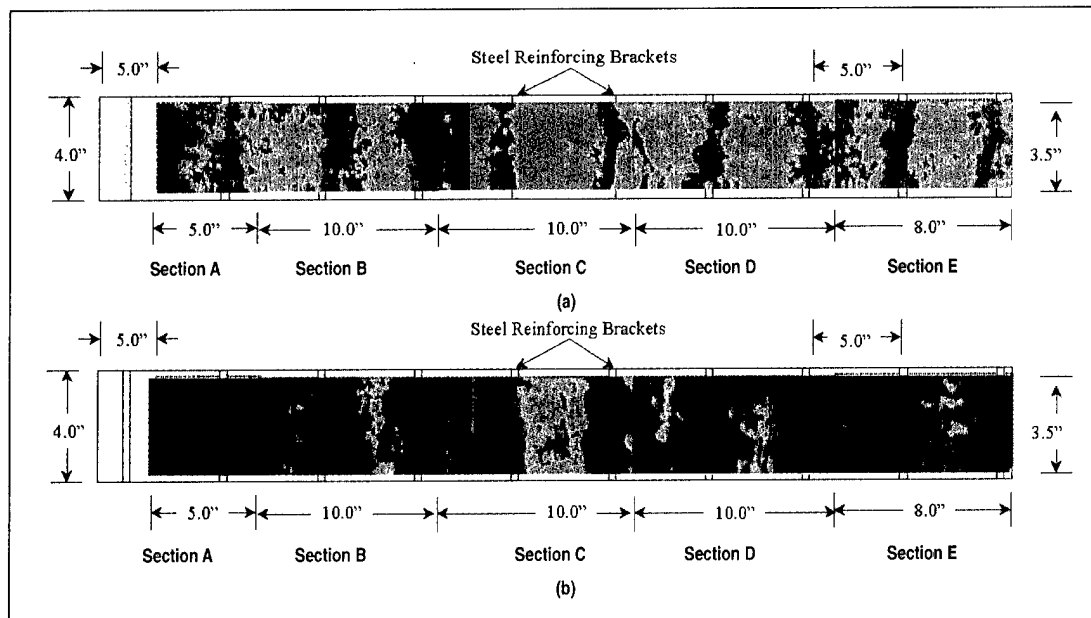 Steel Reinforcing Brackets
5.0” 5.0”
4.0” 3.5”
5.0” 10.0” 10.0” 10.0” 8.0”
Section A Section B Section C Section D Section E
(a)
Steel Reinforcing Brackets
5.0” 5.0”
4.0” 3.5”
5.0” 10.0” 10.0” 10.0” 8.0”
Section A Section B Section C Section D Section E
(b)